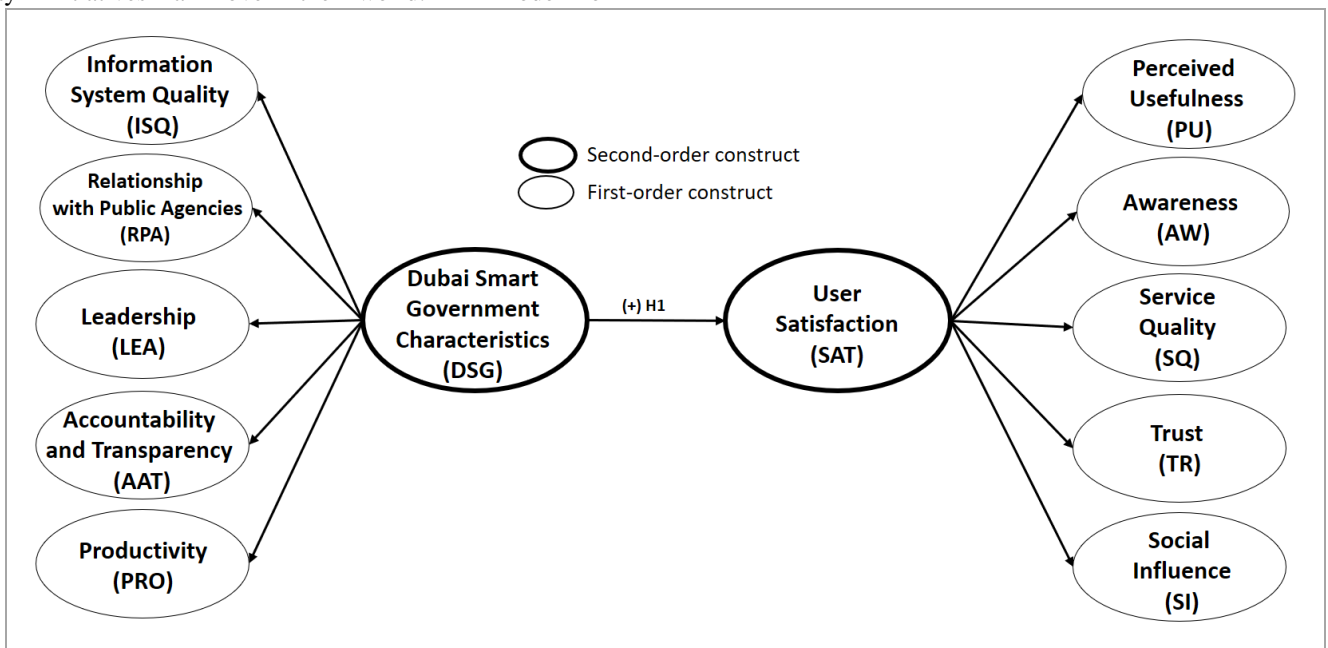 Information
System Quality
(ISQ)
Relationship
with Public Agencies
(RPA)
Leadership
(LEA)
Accountability
and Transparency
(AAT)
Productivity
(PRO)
Second-order construct
First-order construct
Dubai Smart
Government
Characteristics
(DSG)
(+) H1
User
Satisfaction
(SAT)
Perceived
Usefulness
(PU)
Awareness
(AW)
Service
Quality
(SQ)
Trust
(TR)
Social
Influence
(SI)